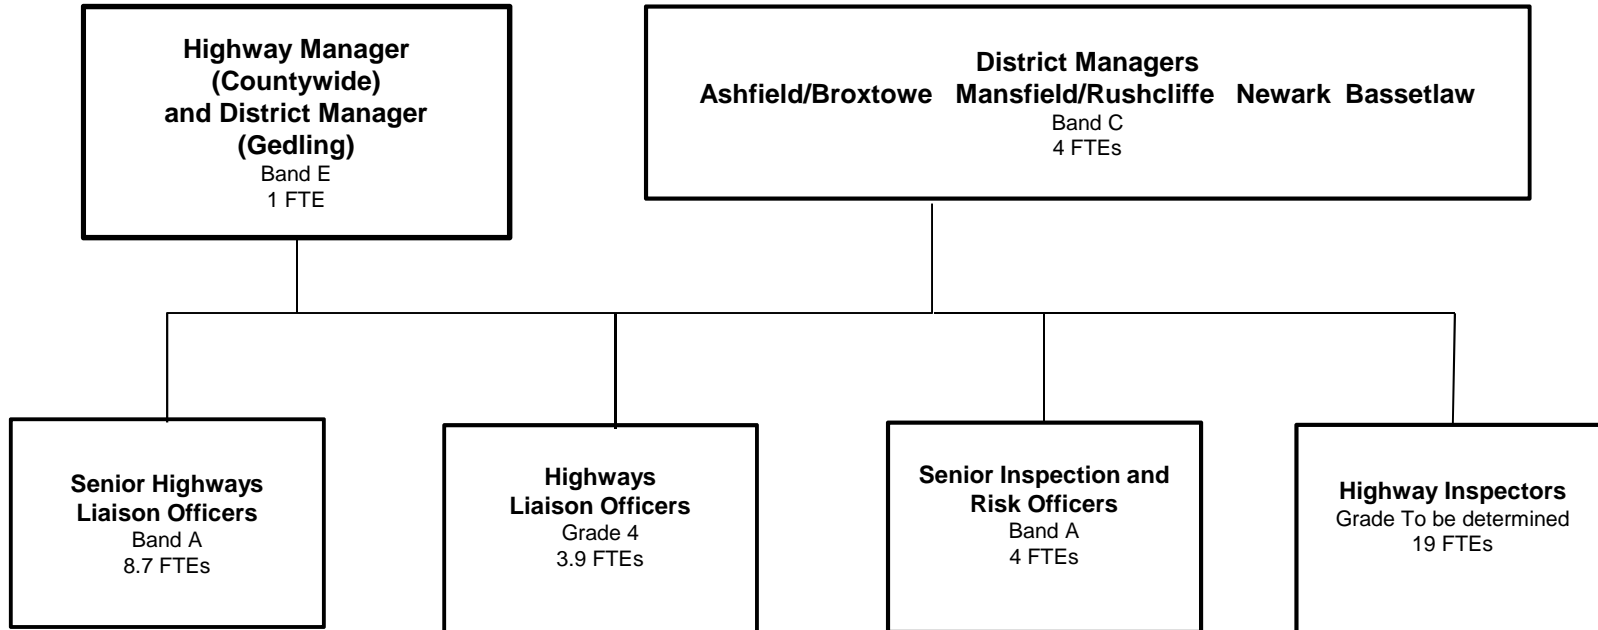 Highway Manager
(Countywide)
and District Manager
(Gedling)
Band E
1 FTE
District Managers
Ashfield/Broxtowe Mansfield/Rushcliffe Newark Bassetlaw
Band C
4 FTEs
Senior Highways
Liaison Officers
Band A
8.7 FTEs
Highways
Liaison Officers
Grade 4
3.9 FTEs
Senior Inspection and
Risk Officers
Band A
4 FTEs
Highway Inspectors
Grade To be determined
19 FTEs